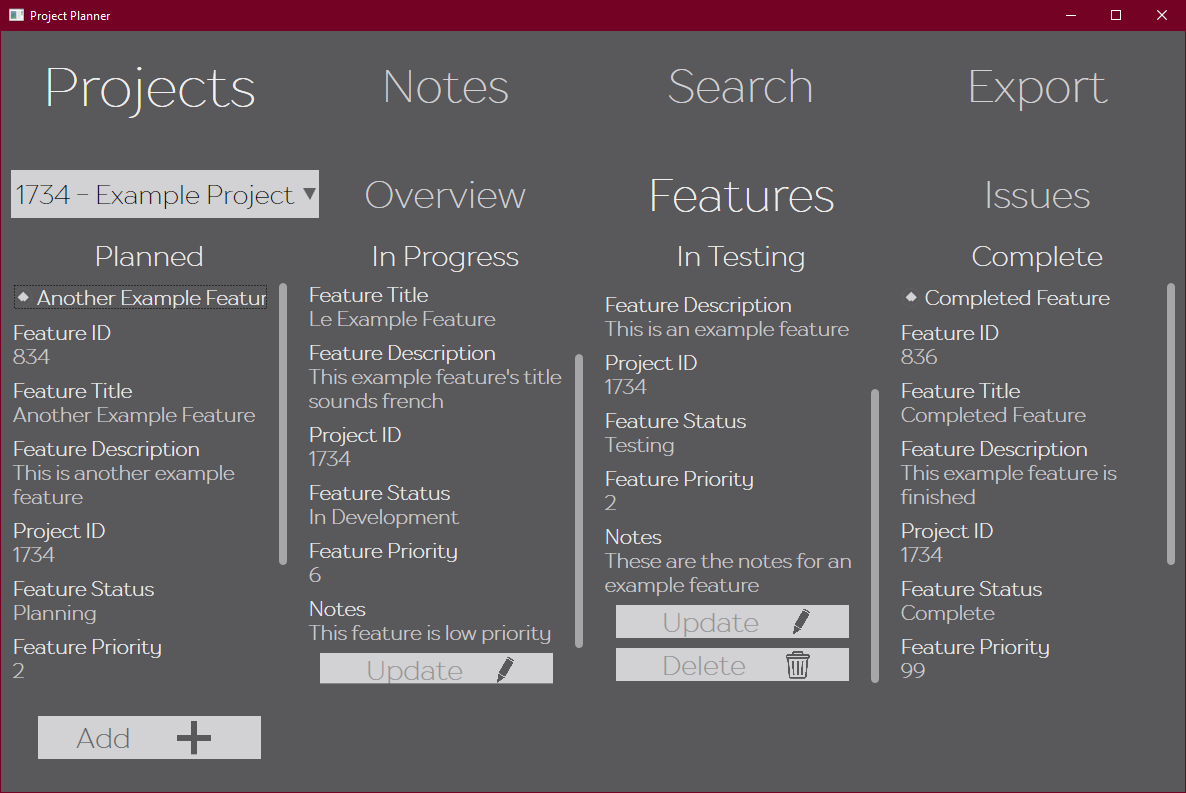 Project Planner
Projects
Notes
Search
Export
1734 – Example Project
Overview
Features
Issues
Planned
Another Example Featur
Feature ID
834
Feature Title
Another Example Feature
Feature Description
This is another example
feature
Project ID
1734
Feature Status
Planning
Feature Priority
2
Add
In Progress
Feature Title
Le Example Feature
Feature Description
This example feature's title
sounds french
Project ID
1734
Feature Status
In Development
Feature Priority
6
Notes
This feature is low priority
Update
In Testing
Feature Description
This is an example feature
Project ID
1734
Feature Status
Testing
Feature Priority
2
Notes
These are the notes for an
example feature
Update
Delete
Complete
Completed Feature
Feature ID
836
Feature Title
Completed Feature
Feature Description
This example feature is
finished
Project ID
1734
Feature Status
Complete
Feature Priority
99